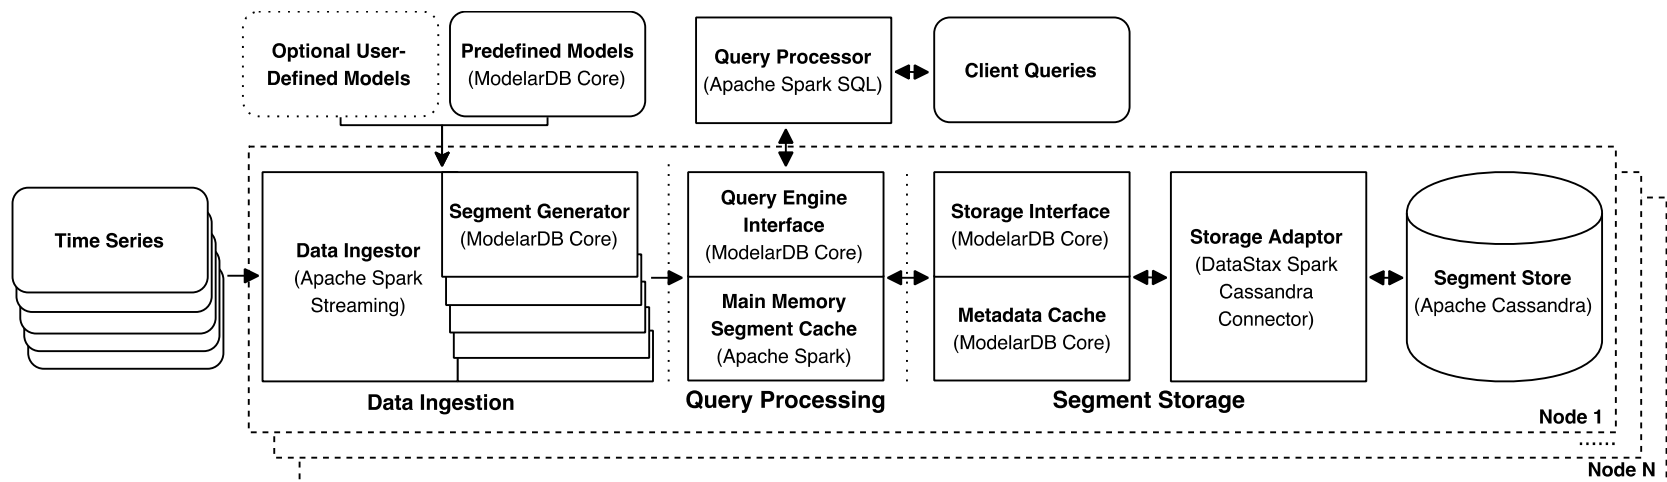 Optional User-
Defined Models
Predefined Models
(ModelarDB Core)
Query Processor
(Apache Spark SQL)
Client Queries
Time Series
Data Ingestor
(Apache Spark
Streaming)
Segment Generator
(ModelarDB Core)
Query Engine
Interface
(ModelarDB Core)
Main Memory
Segment Cache
(Apache Spark)
Storage Interface
(ModelarDB Core)
Metadata Cache
(ModelarDB Core)
Storage Adaptor
(DataStax Spark
Cassandra
Connector)
Segment Store
(Apache Cassandra)
Data Ingestion
Query Processing
Segment Storage
Node 1
Node N